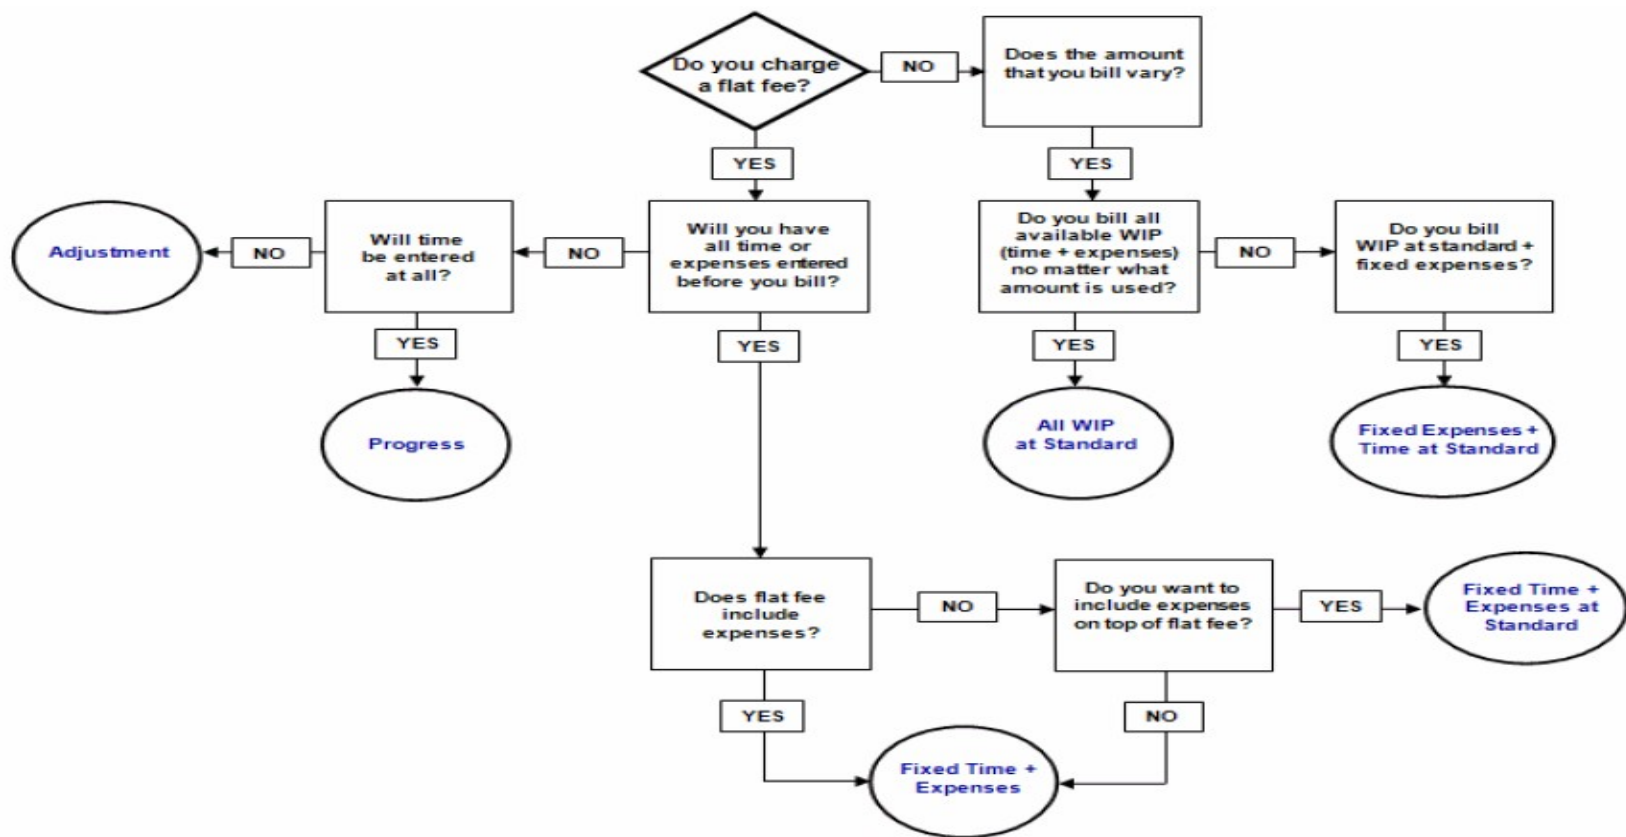 Do you charge
a flat fee?
NO
Does the amount
that you bill vary?
YES
YES
Adjustment
NO
Will time
be entered
at all?
NO
Will you have
all time or
expenses entered
before you bill?
Do you bill all
available WIP
(time + expenses)
no matter what
amount is used?
NO
Do you bill
WIP at standard +
fixed expenses?
YES
YES
YES
YES
Progress
All WIP
at Standard
Fixed Expenses +
Time at Standard
Does flat fee
include
expenses?
NO
Do you want to
include expenses
on top of flat fee?
YES
Fixed Time +
Expenses at
Standard
YES
NO
Fixed Time +
Expenses